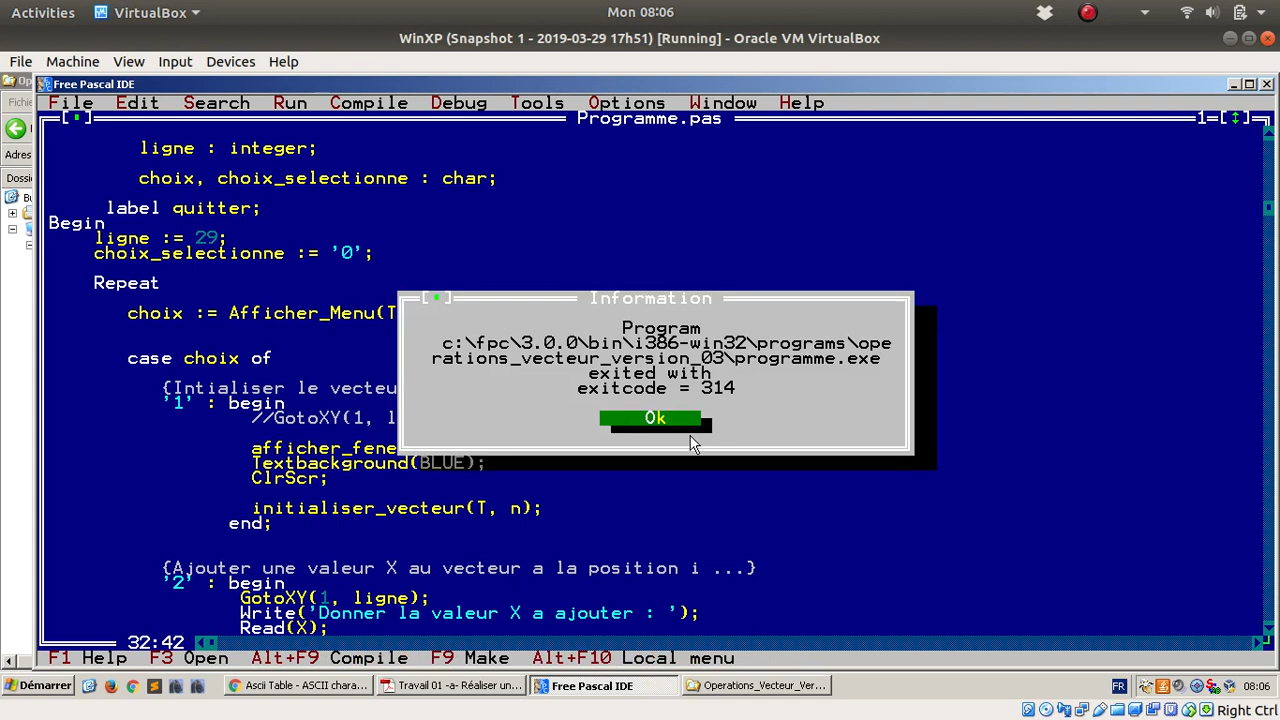 Activities VirtualBox Mon 08:06
WinXP (Snapshot 1 - 2019-03-29 17h51) [Running] - Oracle VM VirtualBox
File Machine View Input Devices Help
Free Pascal IDE
File Edit Search Run Compile Debug Tools Options Window Help
Programme.pas 1
ligne : integer;
choix, choix_selectionne : char;
label quitter;
Begin
ligne := 29;
choix_selectionne := '0';
Repeat
choix := Afficher_Menu(T
case choix of
{Intialiser le vecteu
'1' : begin
//GotoXY(1, l
afficher_fene
Textbackground(BLUE);
ClrScr;
initialiser_vecteur(T, n);
end;
{Ajouter une valeur X au vecteur a la position i ...}
'2' : begin
GotoXY(1, ligne);
Write('Donner la valeur X a ajouter : ');
Read(X);
32:42
Information
Program
c:\fpc\3.0.0\bin\i386-win32\programs\ope
rations_vecteur_version_03\programme.exe
exited with
exitcode = 314
Ok
F1 Help F3 Open Alt+F9 Compile F9 Make Alt+F10 Local menu
Démarrer Ascii Table - ASCII chara... Travail 01 -a- Réaliser un... Free Pascal IDE Operations_Vecteur_Ver... FR 08:06
Right Ctrl
Fichie
Adres
Dossie